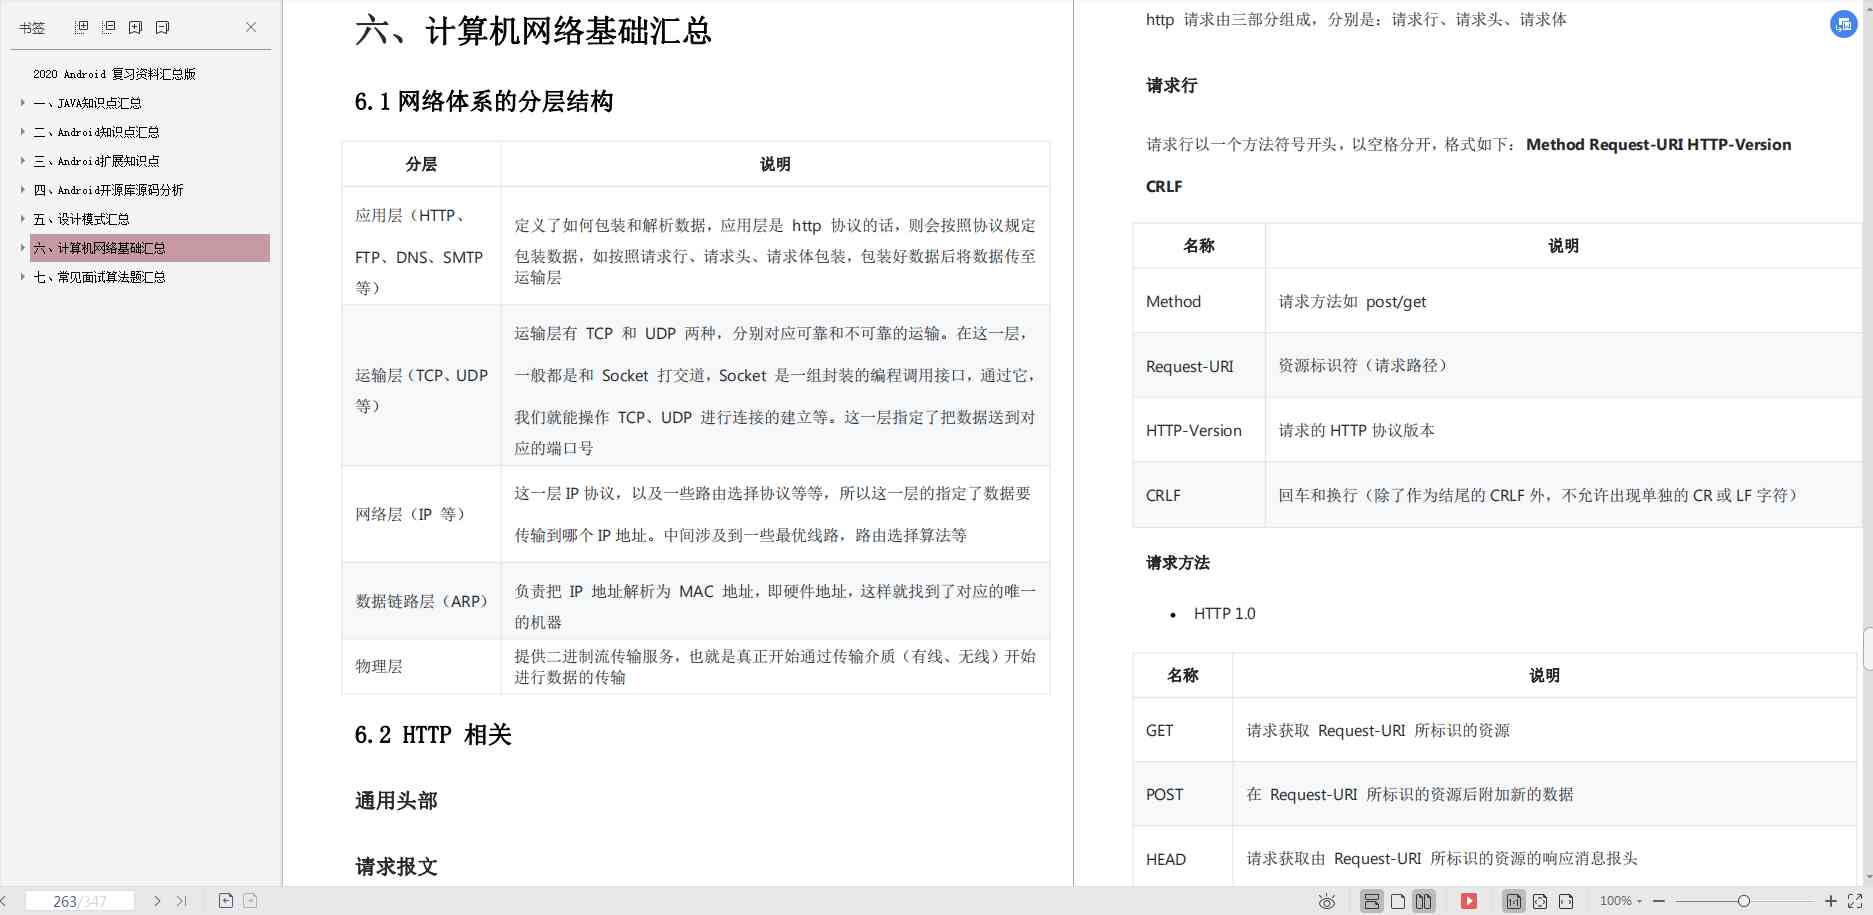 书签
2020 Android 复习资料汇总版
一、JAVA知识点汇总
二、Android知识点汇总
三、Android扩展知识点
四、Android开源库源码分析
五、设计模式汇总
六、计算机网络基础汇总
七、常见面试算法题汇总
六、计算机网络基础汇总
6.1网络体系的分层结构
分层 说明
应用层（HTTP、
FTP、DNS、SMTP
等）
定义了如何包装和解析数据，应用层是 http 协议的话，则会按照协议规定
包装数据，如按照请求行、请求头、请求体包装，包装好数据后将数据传至
运输层
运输层（TCP、UDP
等）
运输层有 TCP 和 UDP 两种，分别对应可靠和不可靠的运输。在这一层，
一般都是和 Socket 打交道，Socket 是一组封装的编程调用接口，通过它，
我们就能操作 TCP、UDP 进行连接的建立等。这一层指定了把数据送到对
应的端口号
网络层（IP 等）
这一层IP协议，以及一些路由选择协议等等，所以这一层的指定了数据要
传输到哪个IP地址。中间涉及到一些最优线路，路由选择算法等
数据链路层（ARP）
负责把 IP 地址解析为 MAC 地址，即硬件地址，这样就找到了对应的唯一
的机器
物理层
提供二进制流传输服务，也就是真正开始通过传输介质（有线、无线）开始
进行数据的传输
6.2 HTTP 相关
通用头部
请求报文
http 请求由三部分组成，分别是：请求行、请求头、请求体
请求行
请求行以一个方法符号开头，以空格分开，格式如下：Method Request-URI HTTP-Version
CRLF
名称 说明
Method 请求方法如 post/get
Request-URI 资源标识符（请求路径）
HTTP-Version 请求的HTTP协议版本
CRLF 回车和换行（除了作为结尾的CRLF外，不允许出现单独的CR或LF字符）
请求方法
• HTTP 1.0
名称 说明
GET 请求获取 Request-URI 所标识的资源
POST 在 Request-URI 所标识的资源后附加新的数据
HEAD 请求获取由 Request-URI 所标识的资源的响应消息报头
263/347
100%